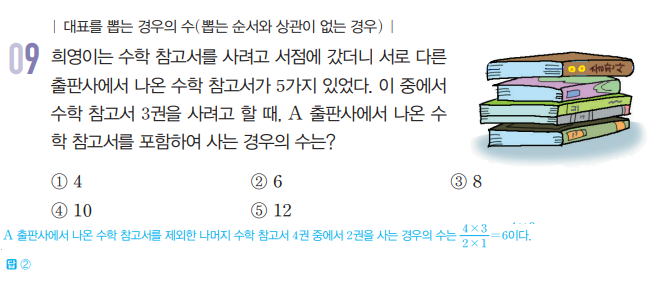 | 대표를 뽑는 경우의 수(뽑는 순서와 상관이 없는 경우) |
09 희영이는 수학 참고서를 사려고 서점에 갔더니 서로 다른
출판사에서 나온 수학 참고서가 5가지 있었다. 이 중에서
수학 참고서 3권을 사려고 할 때, A 출판사에서 나온 수
학 참고서를 포함하여 사는 경우의 수는?
① 4 ② 6 ③ 8
④ 10 ⑤ 12
A 출판사에서 나온 수학 참고서를 제외한 나머지 수학 참고서 4권 중에서 2권을 사는 경우의 수는 4×3/2×1=6이다.
답 ②